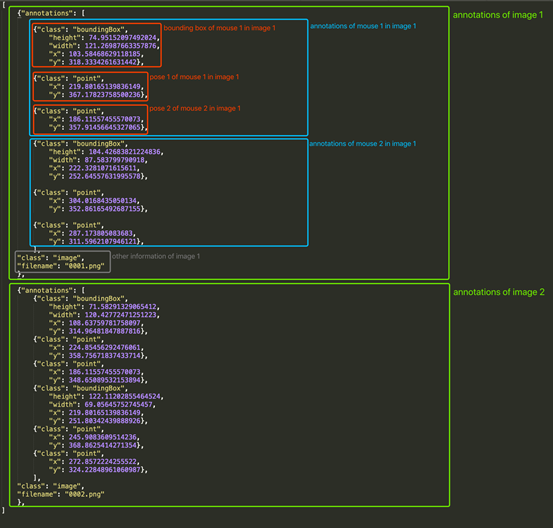 [
{"annotations": [ annotations of image 1
annotations of mouse 1 in image 1
{"class": "boundingBox", bounding box of mouse 1 in image 1
"height": 74.95152097492024,
"width": 121.26987663357876,
"x": 103.58468629118185,
"y": 318.3334261631442},
{"class": "point", pose 1 of mouse 1 in image 1
"x": 219.80165139836149,
"y": 367.17823758500236},
{"class": "point", pose 2 of mouse 2 in image 1
"x": 186.11557455570073,
"y": 357.91456645327065},
{"class": "boundingBox", annotations of mouse 2 in image 1
"height": 104.42683821224836,
"width": 87.583799790918,
"x": 222.3281071615611,
"y": 252.64557631995578},
{"class": "point",
"x": 304.0168435050134,
"y": 352.86165492687155},
{"class": "point",
"x": 287.173805083683,
"y": 311.5962107946121},
],
"class": "image", other information of image 1
"filename": "0001.png"
},
{"annotations": [ annotations of image 2
{"class": "boundingBox",
"height": 71.58291329065412,
"width": 120.42772471251223,
"x": 108.63759781758097,
"y": 314.96481847887816},
{"class": "point",
"x": 224.85456292476061,
"y": 358.75671837433714},
{"class": "point",
"x": 186.11557455570073,
"y": 348.65089532153894},
{"class": "boundingBox",
"height": 122.11202855464524,
"width": 69.05645752745457,
"x": 219.80165139836149,
"y": 251.80342439888926},
{"class": "point",
"x": 245.9083609514236,
"y": 368.8625414271354},
{"class": "point",
"x": 272.8572224255522,
"y": 324.22848961060987},
],
"class": "image",
"filename": "0002.png"
},
]